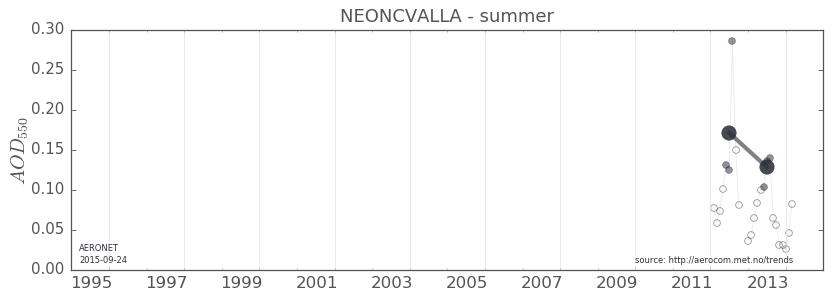 NEONCVALLA - summer
0.30
0.25
0.20
0.15
0.10
0.05
0.00
AOD550
AERONET
2015-09-24
source: http://aerocom.met.no/trends
1995 1997 1999 2001 2003 2005 2007 2009 2011 2013